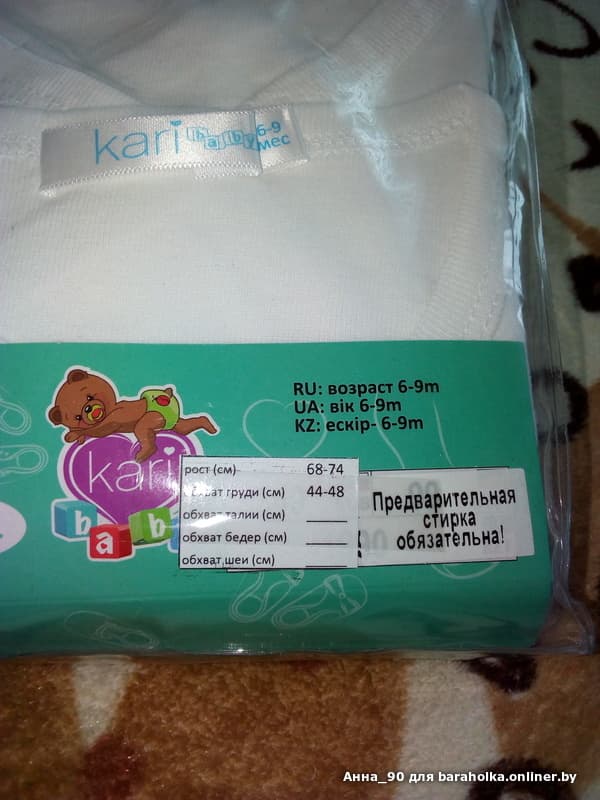 kari baby 6-9
мес
RU: возраст 6-9m
UA: вік 6-9m
KZ: ескір- 6-9m
kari
baby
рост (см) 68-74
обхват груди (см) 44-48
обхват талии (см)
обхват бедер (см)
обхват шеи (см)
Предварительная
стирка
обязательна!
Анна_90 для baraholka.onliner.by